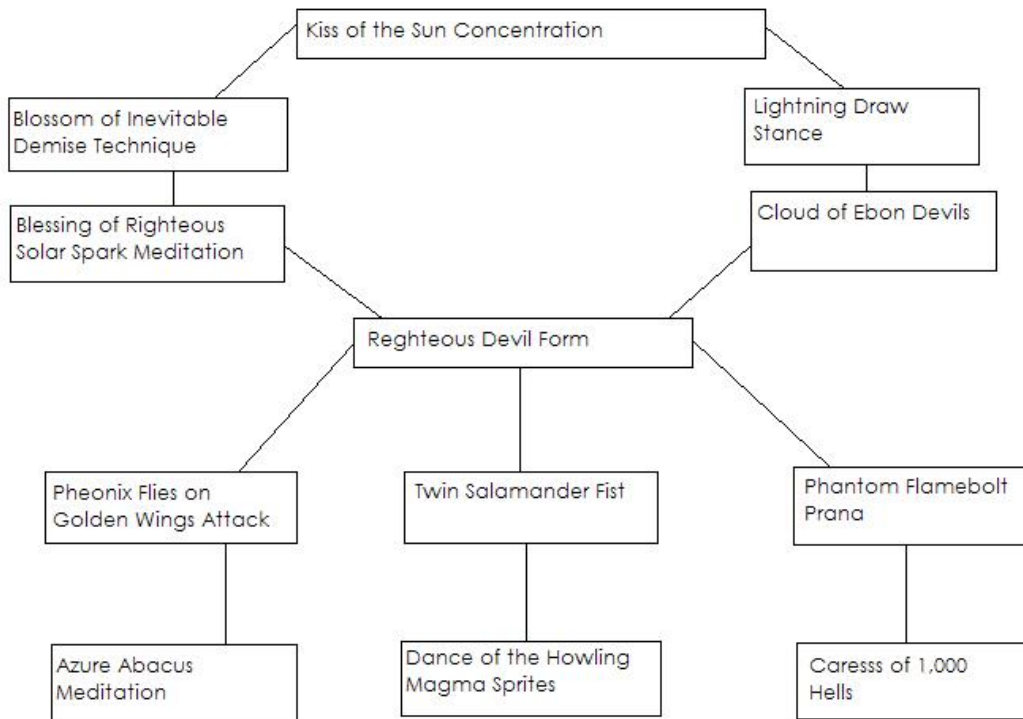 Kiss of the Sun Concentration
Blossom of Inevitable
Demise Technique
Lightning Draw
Stance
Blessing of Righteous
Solar Spark Meditation
Cloud of Ebon Devils
Reghteous Devil Form
Pheonix Flies on
Golden Wings Attack
Twin Salamander Fist
Phantom Flamebolt
Prana
Azure Abacus
Meditation
Dance of the Howling
Magma Sprites
Caresss of 1,000
Hells